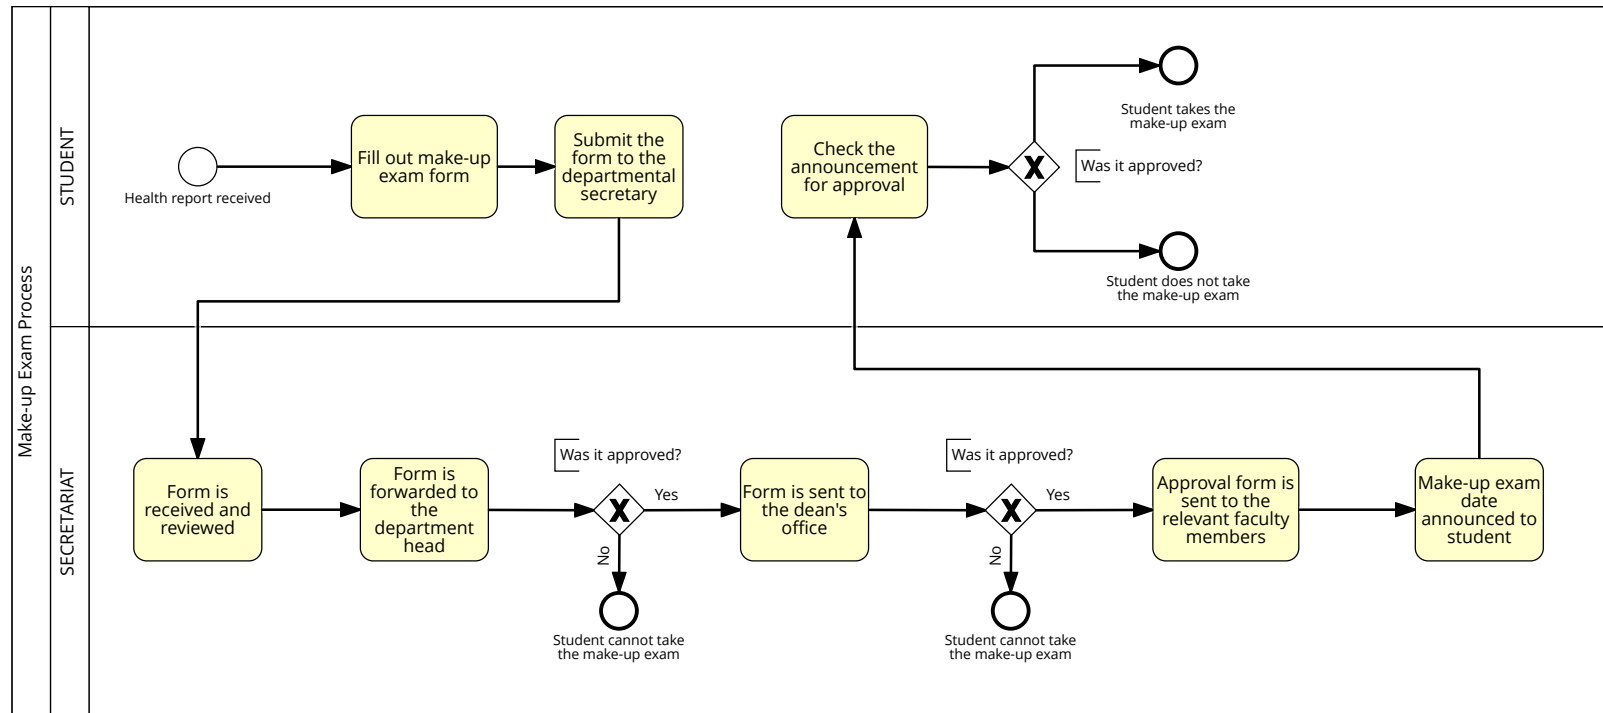 Make-up Exam Process
STUDENT
Health report received
Fill out make-up
exam form
Submit the
form to the
departmental
secretary
Check the
announcement
for approval
Was it approved?
Student takes the
make-up exam
Student does not take
the make-up exam
SECRETARIAT
Form is
received and
reviewed
Form is
forwarded to
the
department
head
Was it approved?
Yes
No
Student cannot take
the make-up exam
Form is sent to
the dean's
office
Was it approved?
Yes
No
Student cannot take
the make-up exam
Approval form is
sent to the
relevant faculty
members
Make-up exam
date
announced to
student